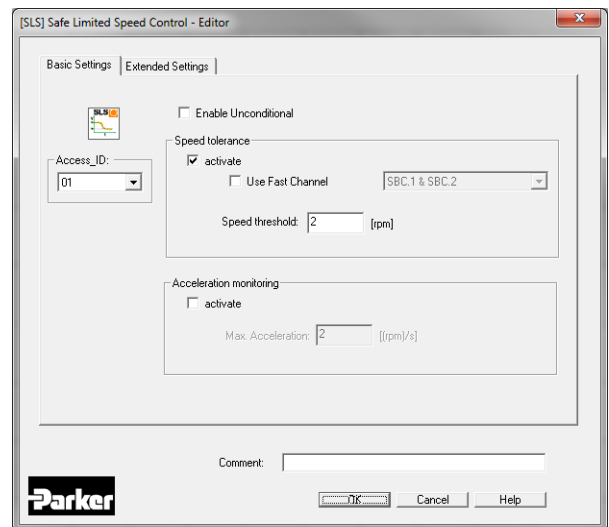 [SLS] Safe Limited Speed Control - Editor
Basic Settings
Extended Settings
SLS
Enable Unconditional
Speed tolerance
Access_ID:
activate
01
Use Fast Channel
SBC.1 & SBC.2
Speed threshold: 2 [rpm]
Acceleration monitoring
activate
Max. Acceleration: 2 [(rpm)/s]
Comment:
Parker
OK
Cancel
Help